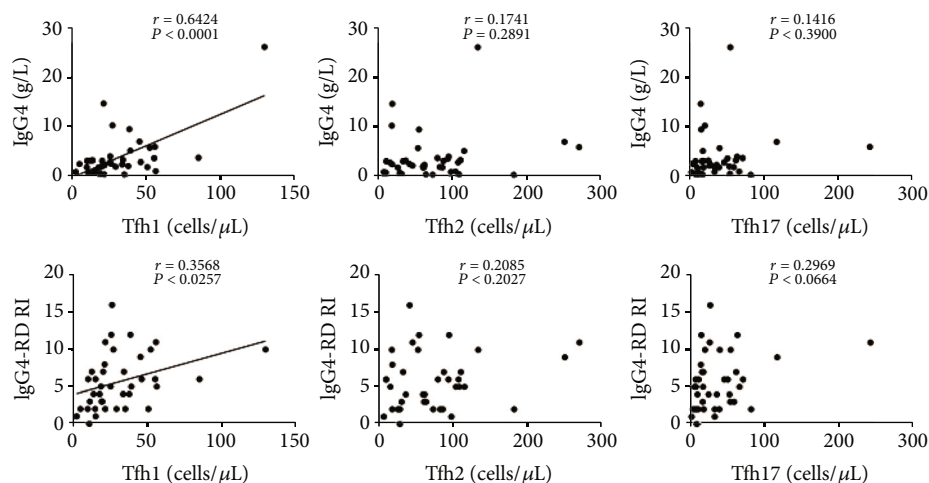 r = 0.6424
P < 0.0001
IgG4 (g/L)
30
20
10
0
0 50 100 150
Tfh1 (cells/μL)
r = 0.1741
P = 0.2891
IgG4 (g/L)
30
20
10
0
0 100 200 300
Tfh2 (cells/μL)
r = 0.1416
P < 0.3900
IgG4 (g/L)
30
20
10
0
0 100 200 300
Tfh17 (cells/μL)
r = 0.3568
P < 0.0257
IgG4-RD RI
20
15
10
5
0
0 50 100 150
Tfh1 (cells/μL)
r = 0.2085
P < 0.2027
IgG4-RD RI
20
15
10
5
0
0 100 200 300
Tfh2 (cells/μL)
r = 0.2969
P < 0.0664
IgG4-RD RI
20
15
10
5
0
0 100 200 300
Tfh17 (cells/μL)